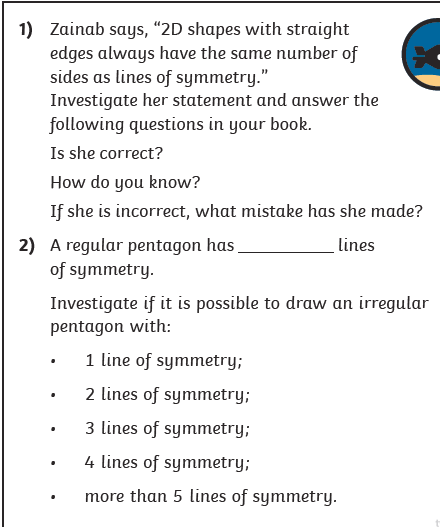 1) Zainab says, “2D shapes with straight
edges always have the same number of
sides as lines of symmetry.”
Investigate her statement and answer the
following questions in your book.
Is she correct?
How do you know?
If she is incorrect, what mistake has she made?
2) A regular pentagon has __________ lines
of symmetry.
Investigate if it is possible to draw an irregular
pentagon with:
• 1 line of symmetry;
• 2 lines of symmetry;
• 3 lines of symmetry;
• 4 lines of symmetry;
• more than 5 lines of symmetry.